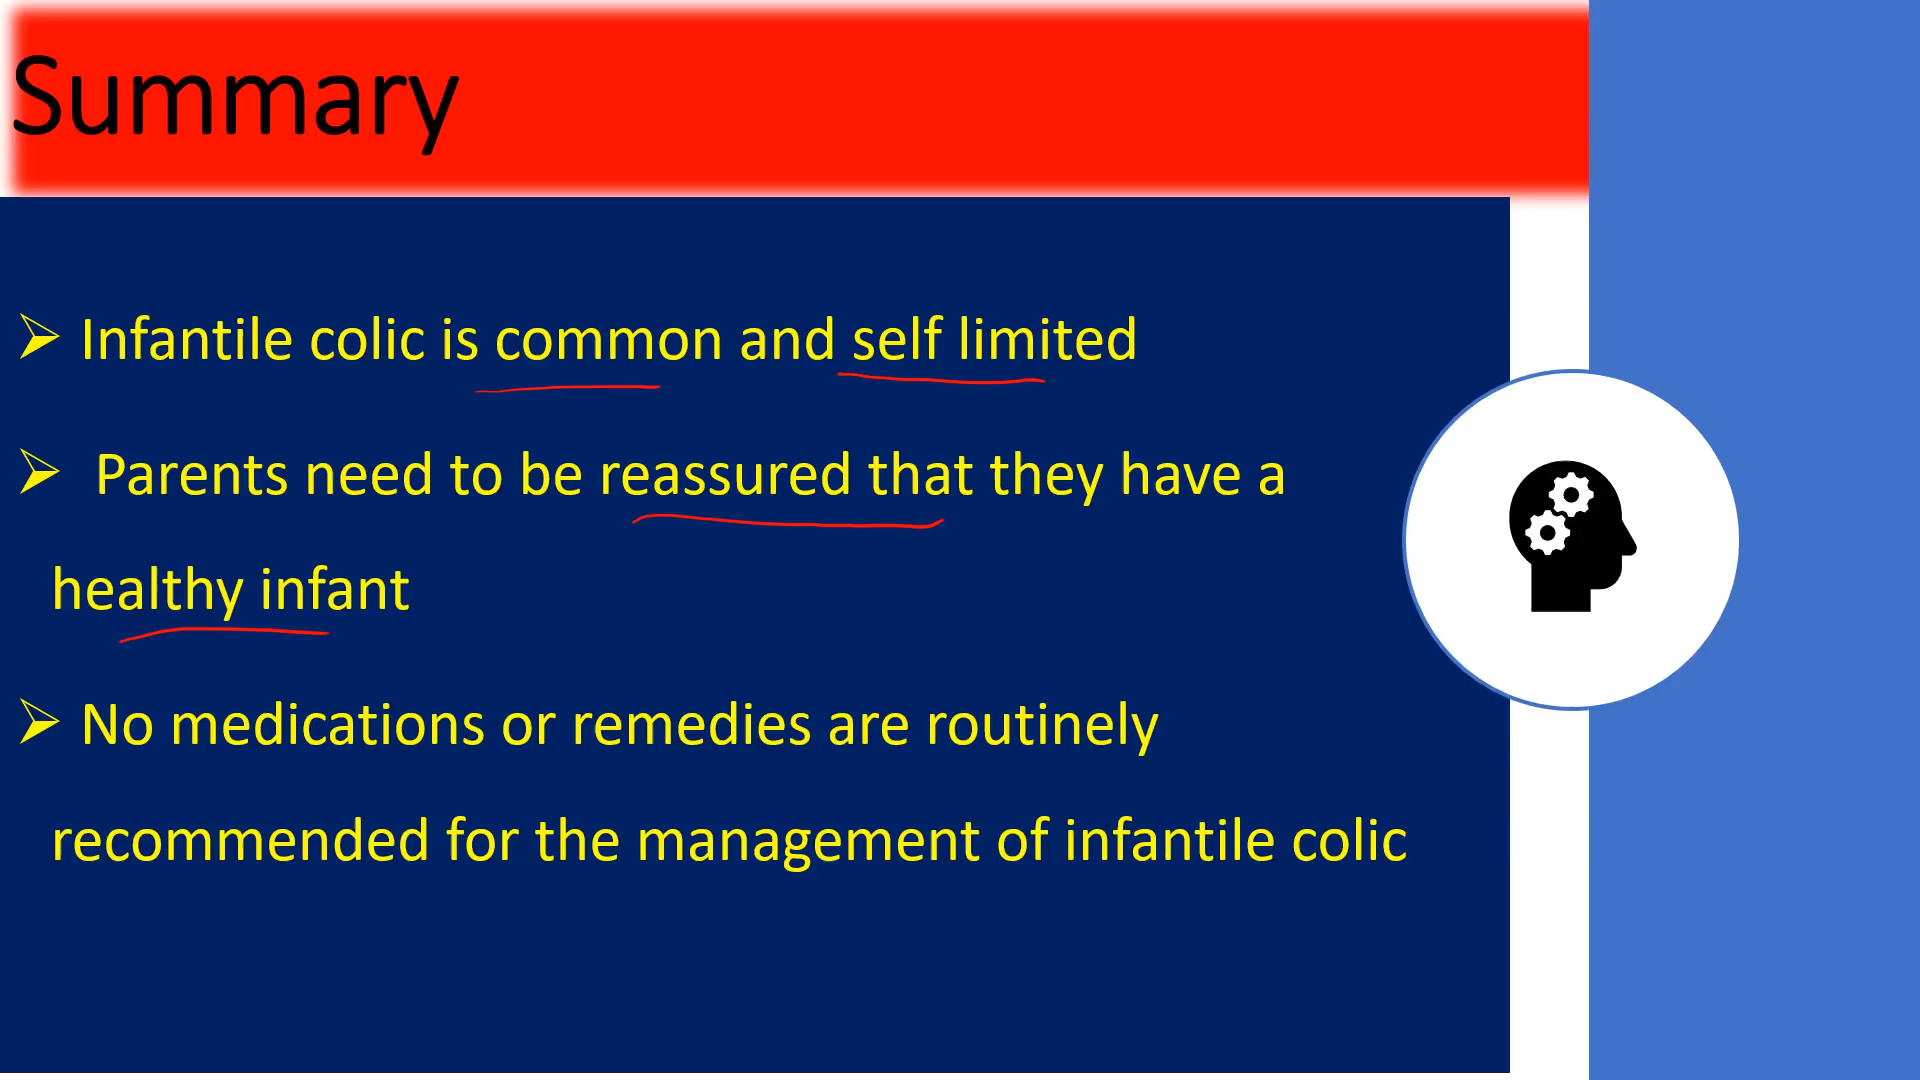 Summary
➢ Infantile colic is common and self limited
➢ Parents need to be reassured that they have a
healthy infant
➢ No medications or remedies are routinely
recommended for the management of infantile colic